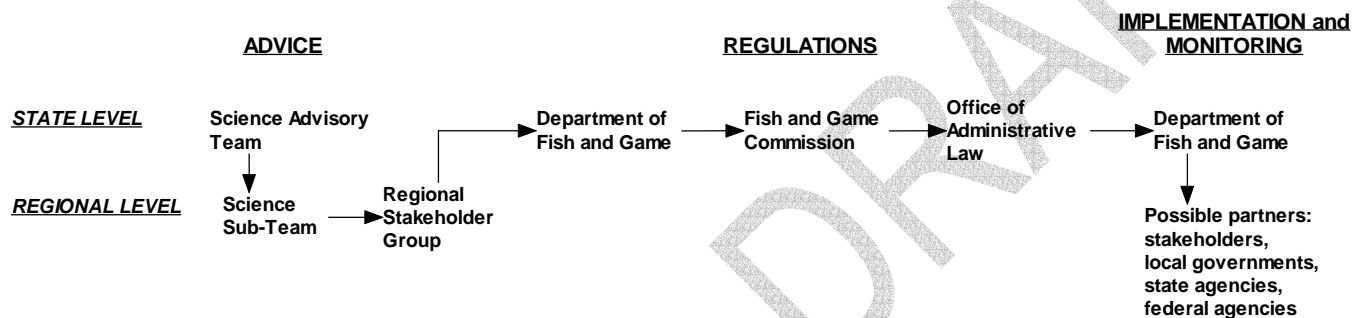 ADVICE
REGULATIONS
IMPLEMENTATION and
MONITORING
STATE LEVEL
Science Advisory
Team
Department of
Fish and Game
Fish and Game
Commission
Office of
Administrative
Law
Department of
Fish and Game
REGIONAL LEVEL
Science
Sub-Team
Regional
Stakeholder
Group
Possible partners:
stakeholders,
local governments,
state agencies,
federal agencies
DRA